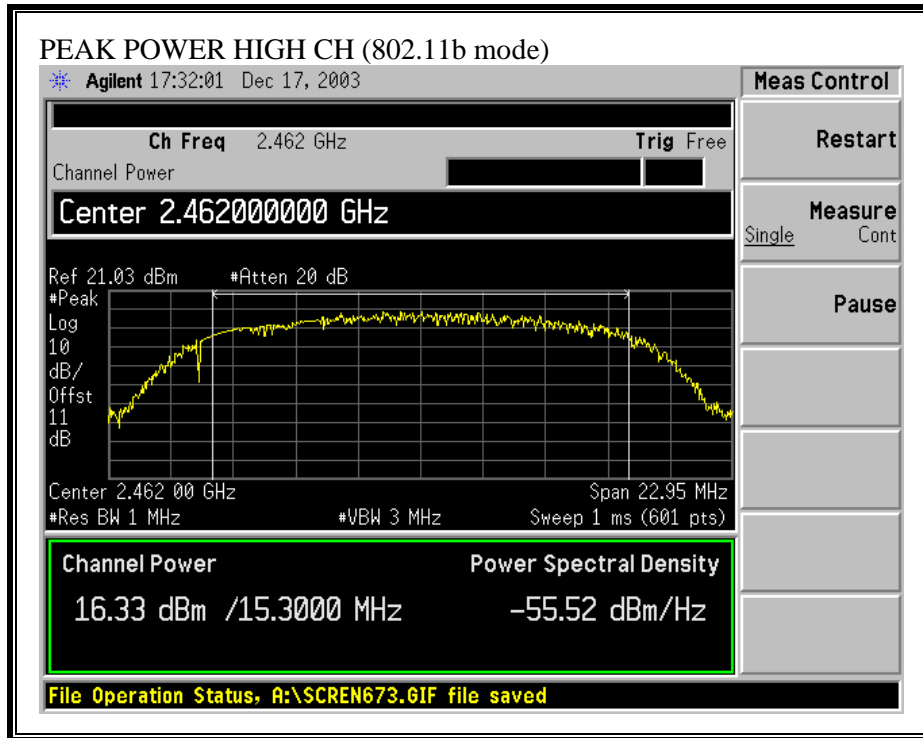 PEAK POWER HIGH CH (802.11b mode)
Agilent 17:32:01 Dec 17, 2003
Meas Control
Ch Freq 2.462 GHz Trig Free
Channel Power
Center 2.462000000 GHz
Restart
Measure
Single Cont
Pause
Ref 21.03 dBm #Atten 20 dB
#Peak
Log
10
dB/
Offst
11
dB
Center 2.462 00 GHz Span 22.95 MHz
#Res BW 1 MHz #VBW 3 MHz Sweep 1 ms (601 pts)
Channel Power Power Spectral Density
16.33 dBm /15.3000 MHz -55.52 dBm/Hz
File Operation Status, A:\SCREN673.GIF file saved